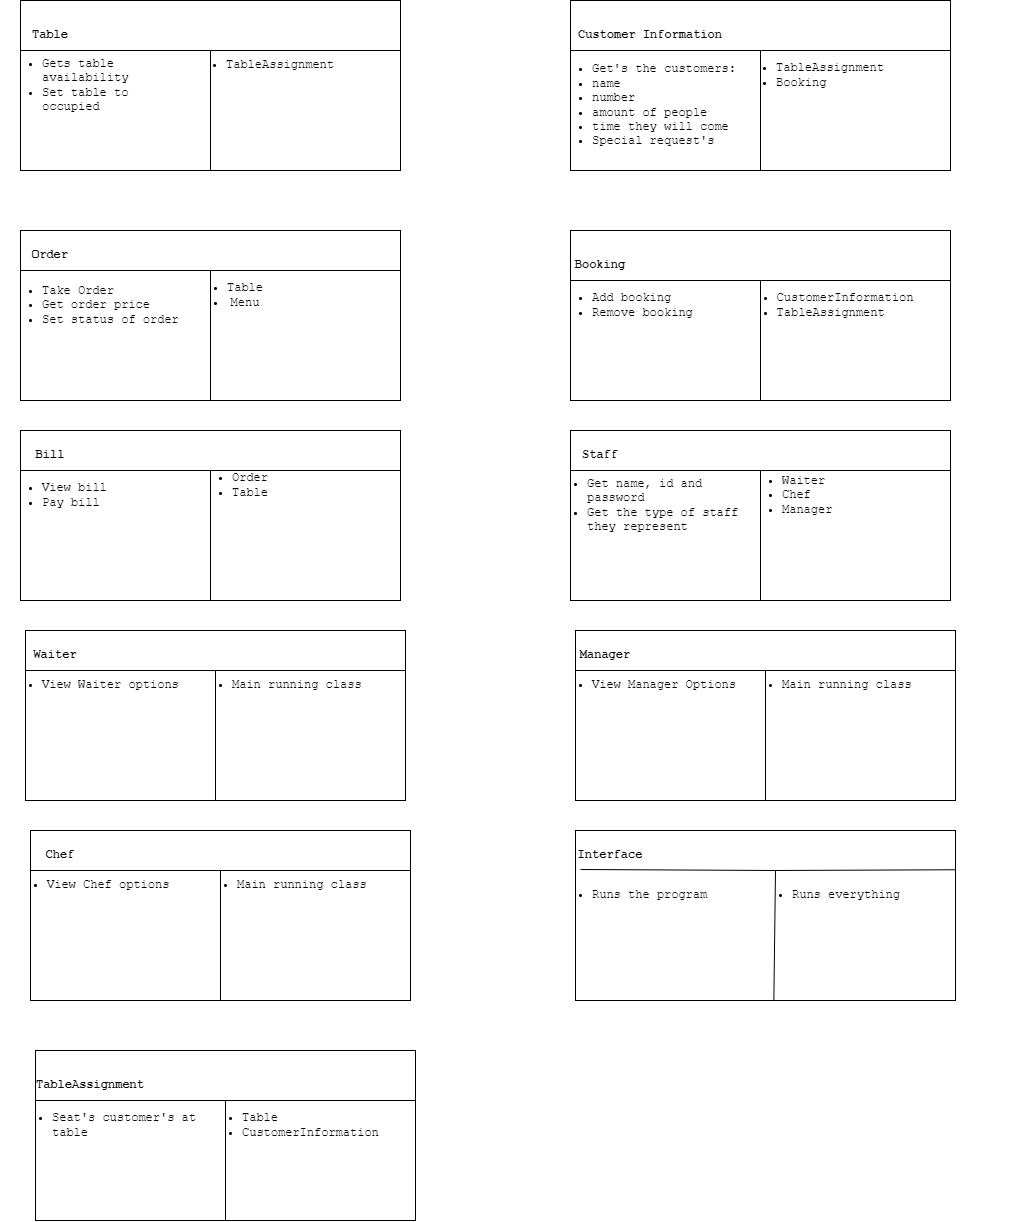 Table
• Gets table
availability
• Set table to
occupied
• TableAssignment
Customer Information
• Get's the customers:
• name
• number
• amount of people
• time they will come
• Special request's
• TableAssignment
• Booking
Order
• Take Order
• Get order price
• Set status of order
• Table
• Menu
Booking
• Add booking
• Remove booking
• CustomerInformation
• TableAssignment
Bill
• View bill
• Pay bill
• Order
• Table
Staff
• Get name, id and
password
• Get the type of staff
they represent
• Waiter
• Chef
• Manager
Waiter
• View Waiter options
• Main running class
Manager
• View Manager Options
• Main running class
Chef
• View Chef options
• Main running class
Interface
• Runs the program
• Runs everything
TableAssignment
• Seat's customer's at
table
• Table
• CustomerInformation